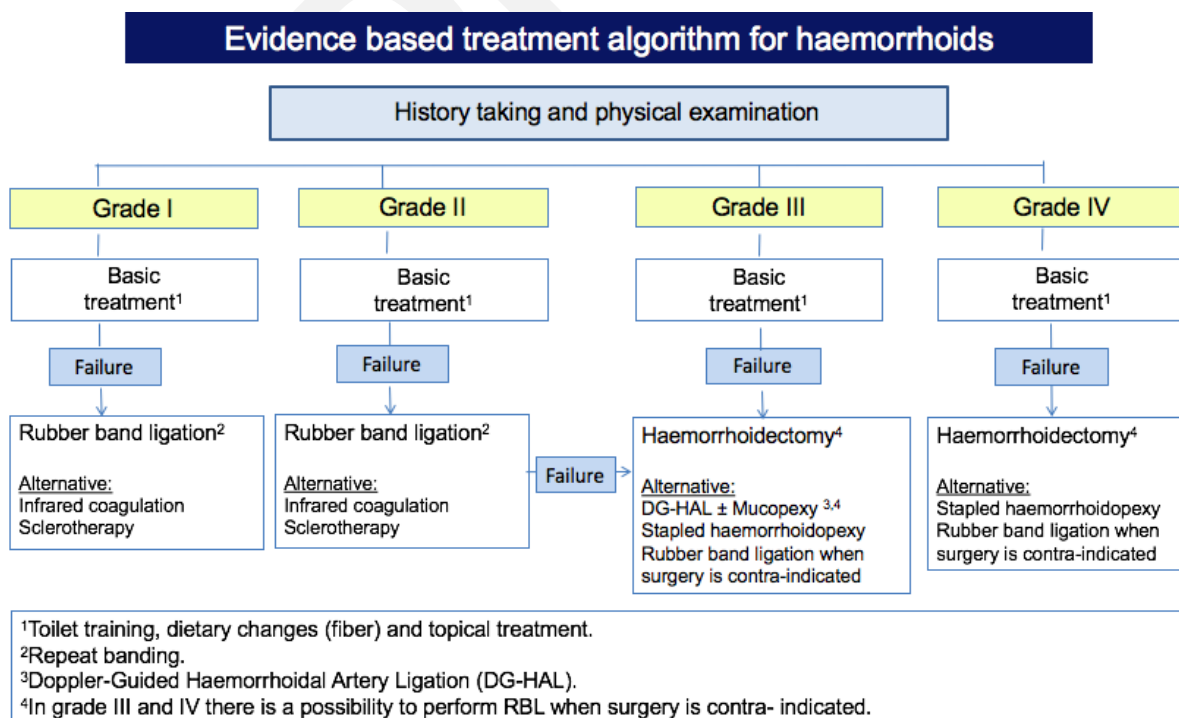 Evidence based treatment algorithm for haemorrhoids
History taking and physical examination
Grade I
Grade II
Grade III
Grade IV
Basic
treatment¹
Basic
treatment¹
Basic
treatment¹
Basic
treatment¹
Failure
Failure
Failure
Failure
Rubber band ligation²
Alternative:
Infrared coagulation
Sclerotherapy
Rubber band ligation²
Alternative:
Infrared coagulation
Sclerotherapy
Failure
Haemorrhoidectomy⁴
Alternative:
DG-HAL ± Mucopexy ³,⁴
Stapled haemorrhoidopexy
Rubber band ligation when
surgery is contra-indicated
Haemorrhoidectomy⁴
Alternative:
Stapled haemorrhoidopexy
Rubber band ligation when
surgery is contra-indicated
¹Toilet training, dietary changes (fiber) and topical treatment.
²Repeat banding.
³Doppler-Guided Haemorrhoidal Artery Ligation (DG-HAL).
⁴In grade III and IV there is a possibility to perform RBL when surgery is contra- indicated.